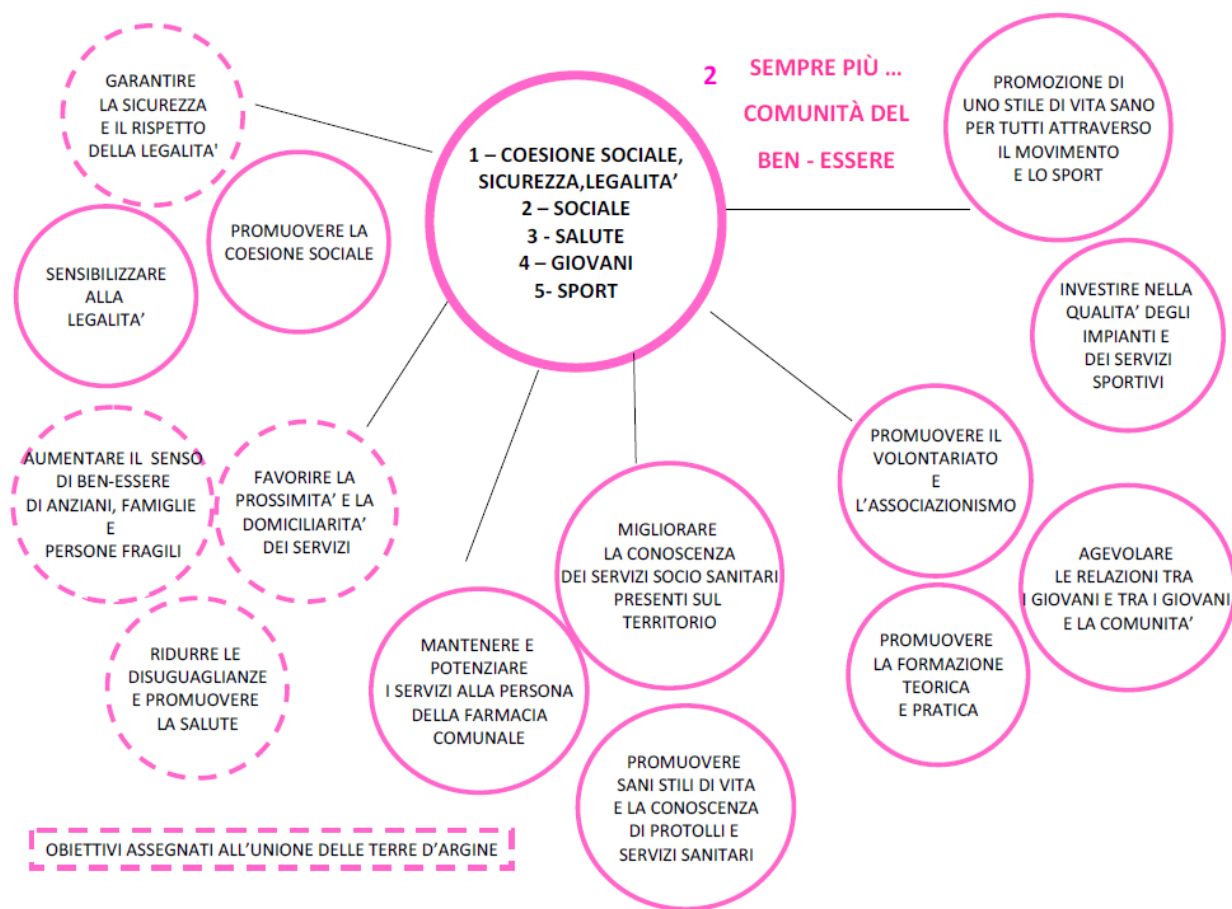 GARANTIRE
LA SICUREZZA
E IL RISPETTO
DELLA LEGALITA'
PROMUOVERE LA
COESIONE SOCIALE
SENSIBILIZZARE
ALLA
LEGALITA’
1 – COESIONE SOCIALE,
SICUREZZA,LEGALITA’
2 – SOCIALE
3 - SALUTE
4 – GIOVANI
5- SPORT
2 SEMPRE PIÙ ...
COMUNITÀ DEL
BEN - ESSERE
PROMOZIONE DI
UNO STILE DI VITA SANO
PER TUTTI ATTRAVERSO
IL MOVIMENTO
E LO SPORT
INVESTIRE NELLA
QUALITA’ DEGLI
IMPIANTI E
DEI SERVIZI
SPORTIVI
AUMENTARE IL SENSO
DI BEN-ESSERE
DI ANZIANI, FAMIGLIE
E
PERSONE FRAGILI
FAVORIRE LA
PROSSIMITA’ E LA
DOMICILIARITA’
DEI SERVIZI
RIDURRE LE
DISUGUAGLIANZE
E PROMUOVERE
LA SALUTE
MANTENERE E
POTENZIARE
I SERVIZI ALLA PERSONA
DELLA FARMACIA
COMUNALE
MIGLIORARE
LA CONOSCENZA
DEI SERVIZI SOCIO SANITARI
PRESENTI SUL
TERRITORIO
PROMUOVERE
SANI STILI DI VITA
E LA CONOSCENZA
DI PROTOLLI E
SERVIZI SANITARI
PROMUOVERE IL
VOLONTARIATO
E
L’ASSOCIAZIONISMO
AGEVOLARE
LE RELAZIONI TRA
I GIOVANI E TRA I GIOVANI
E LA COMUNITA’
PROMUOVERE
LA FORMAZIONE
TEORICA
E PRATICA
OBIETTIVI ASSEGNATI ALL’UNIONE DELLE TERRE D’ARGINE